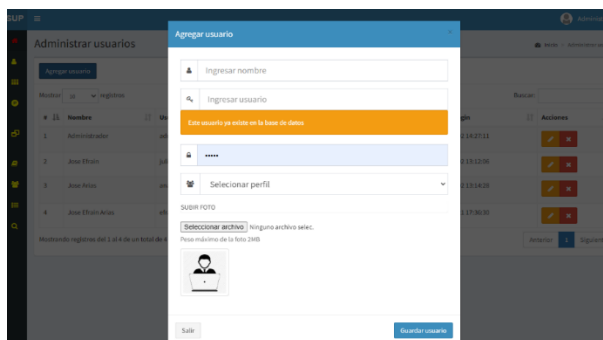 SUP
Administrar usuarios
Agregar usuario
Agregar usuario
×
Inicio
Ingresar nombre
Ingresar usuario
Este usuario ya existe en la base de datos
•••••
Selecionar perfil
SUBIR FOTO
Seleccionar archivo Ninguno archivo selec.
Peso máximo de la foto 2MB
Salir
Guardar usuario
Mostrar 10 registros
Buscar:
# Nombre Acciones
1 Administrador
2 Jose Efrain
3 Jose Arias
4 Jose Efrain Arias
Mostrando registros del 1 al 4 de un total de 4
Anterior 1